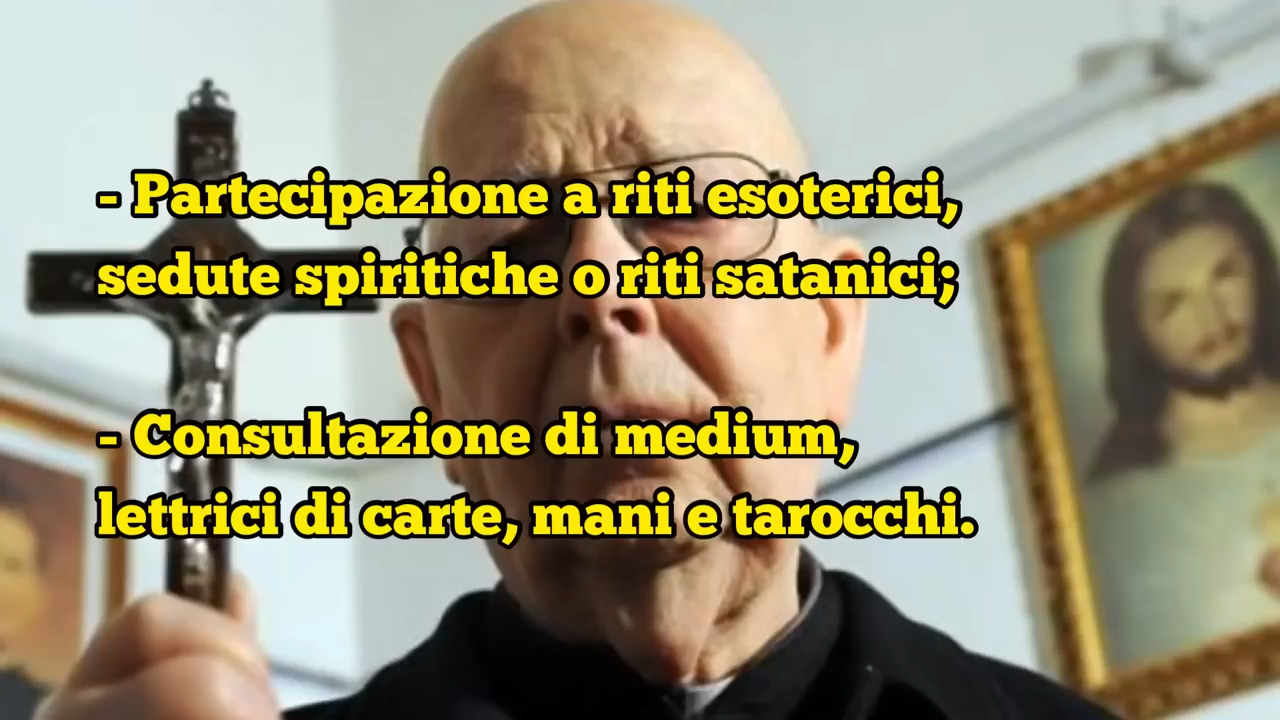 - Partecipazione a riti esoterici,
sedute spiritiche o riti satanici;
- Consultazione di medium,
lettrici di carte, mani e tarocchi.